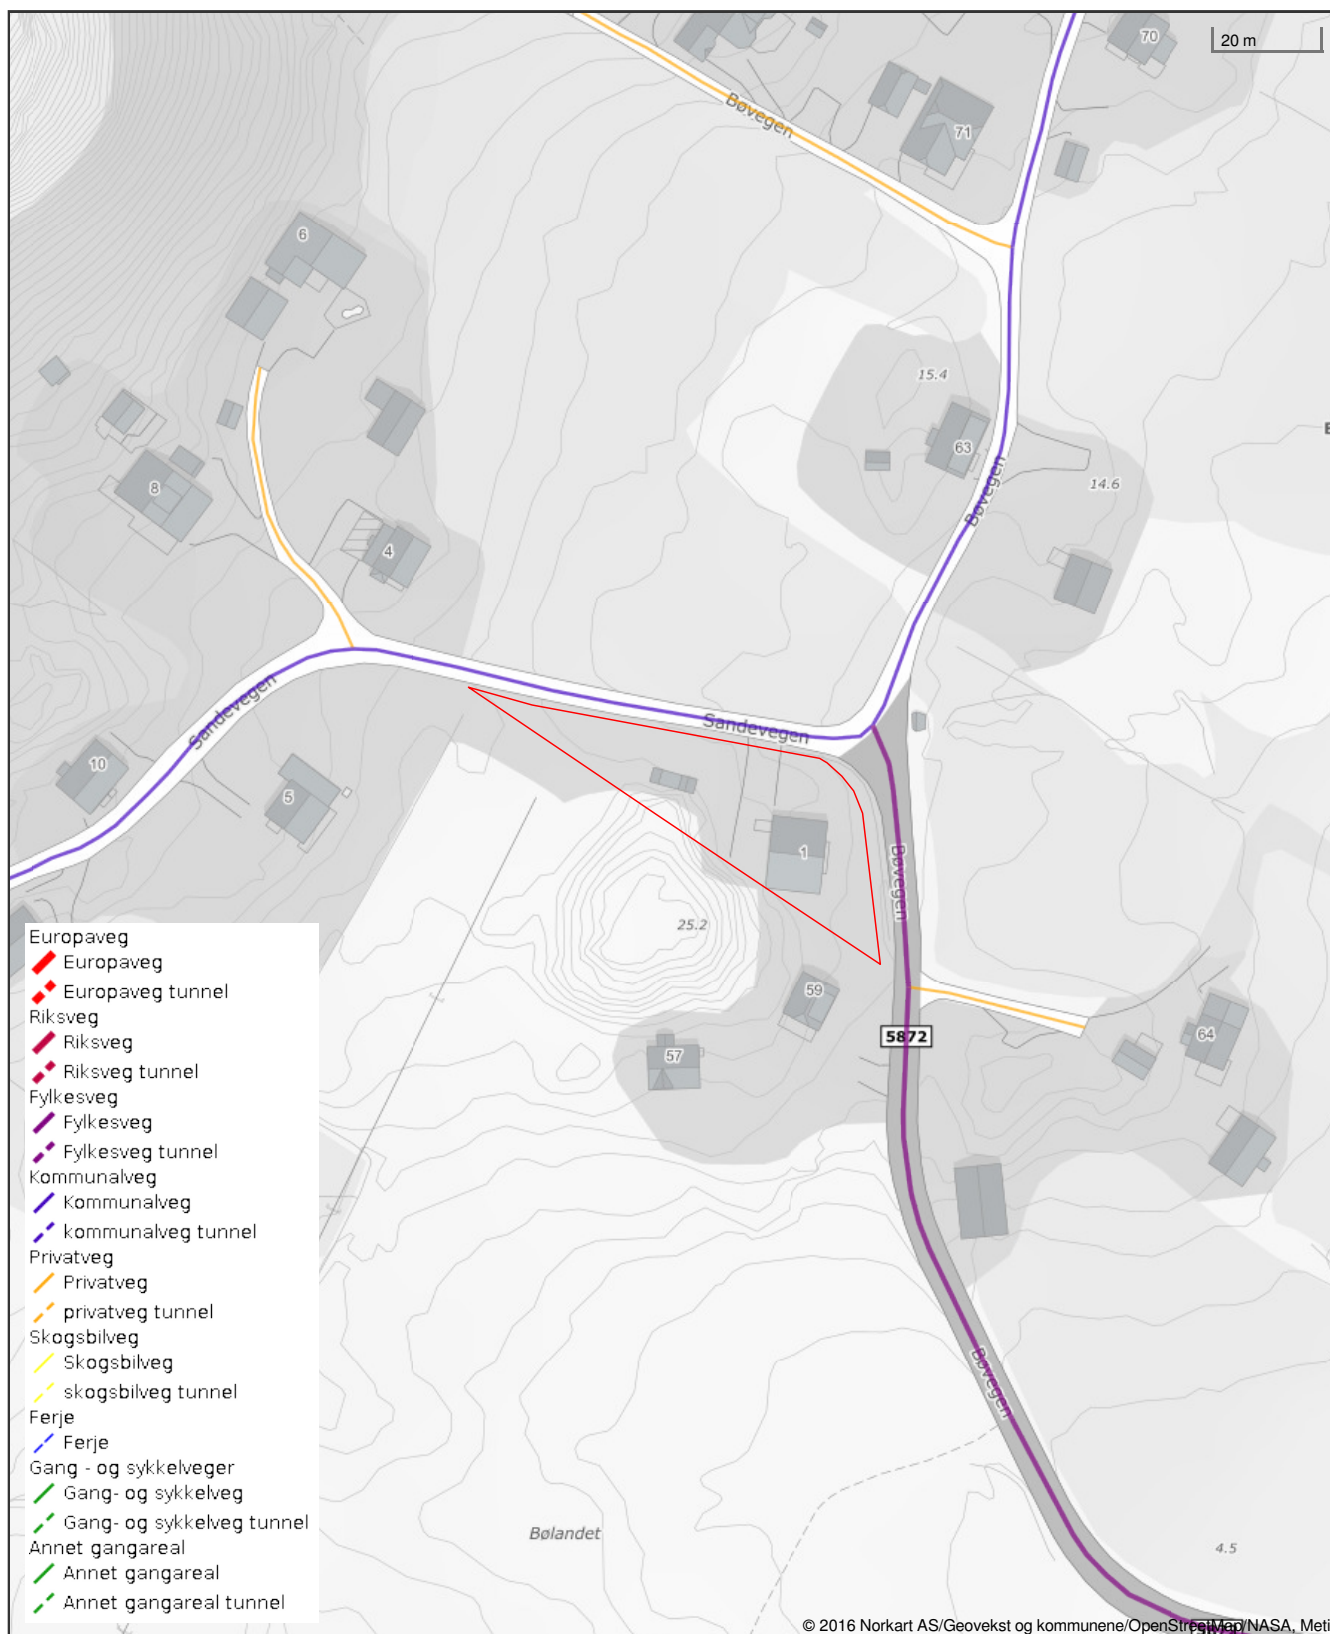 20 m
70
Bøvegen
71
6
15.4
63
8
14.6
Bøvegen
4
Sandevegen
Sandevegen
10
5
1
Bøvegen
25.2
59
5872
64
57
Europaveg
Europaveg
Europaveg tunnel
Riksveg
Riksveg
Riksveg tunnel
Fylkesveg
Fylkesveg
Fylkesveg tunnel
Kommunalveg
Kommunalveg
kommunalveg tunnel
Privatveg
Privatveg
privatveg tunnel
Skogsbilveg
Skogsbilveg
skogsbilveg tunnel
Ferje
Ferje
Gang - og sykkelveger
Gang- og sykkelveg
Gang- og sykkelveg tunnel
Annet gangareal
Annet gangareal
Annet gangareal tunnel
Bøvegen
Bølandet
4.5
© 2016 Norkart AS/Geovekst og kommunene/OpenStreetMap/NASA, Meti